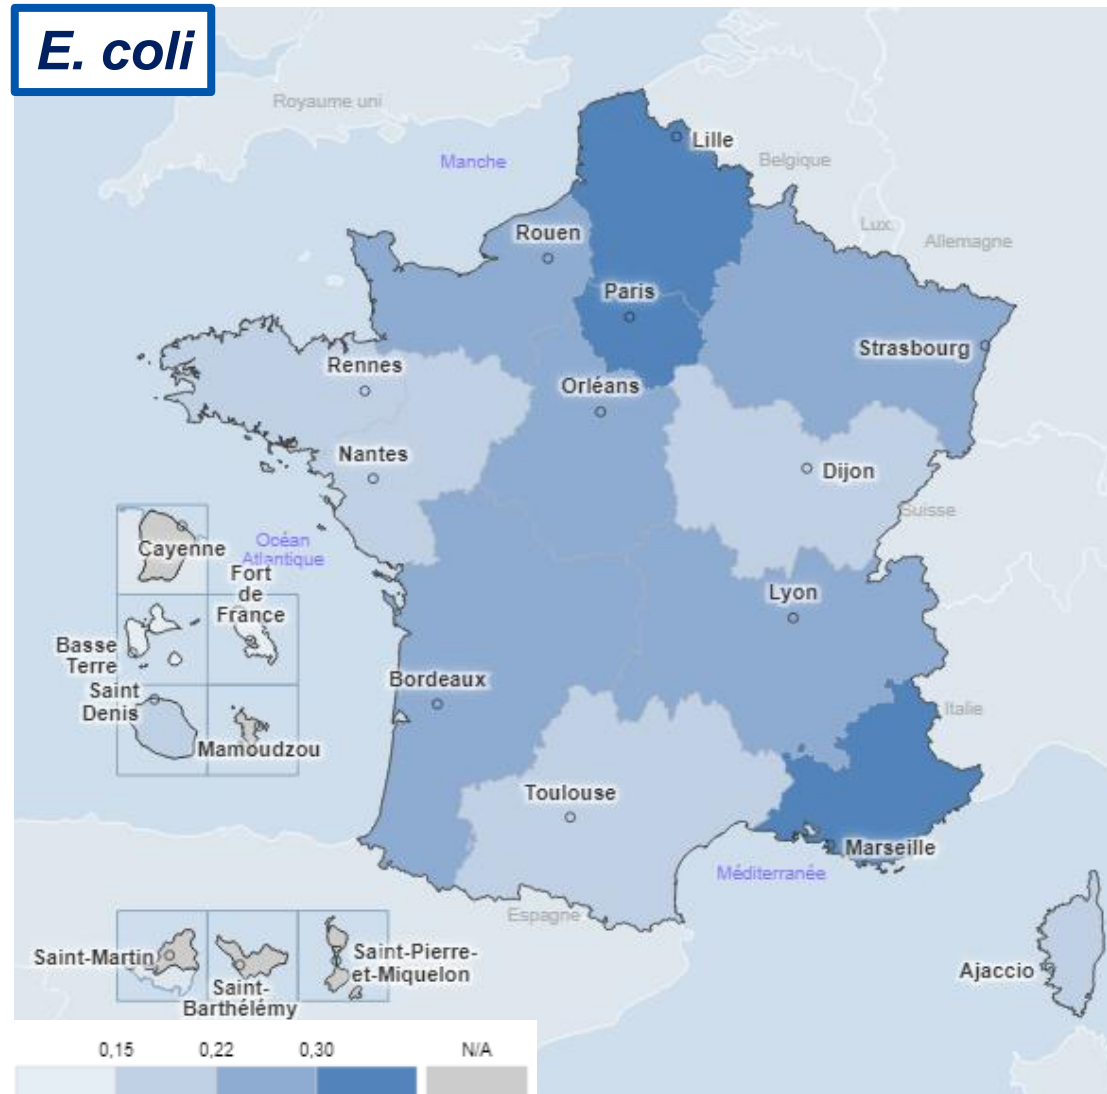 E. coli
Royaume uni
Manche
Lille
Belgique
Lux.
Allemagne
Rouen
Paris
Strasbourg
Rennes
Orléans
Nantes
Dijon
Suisse
Cayenne
Océan
Atlantique
Fort
de
France
Lyon
Basse
Terre
Saint
Denis
Mamoudzou
Bordeaux
Italie
Toulouse
Marseille
Méditerranée
Espagne
Saint-Martin
Saint-
Barthélémy
Saint-Pierre-
et-Miquelon
Ajaccio
0,15
0,22
0,30
N/A